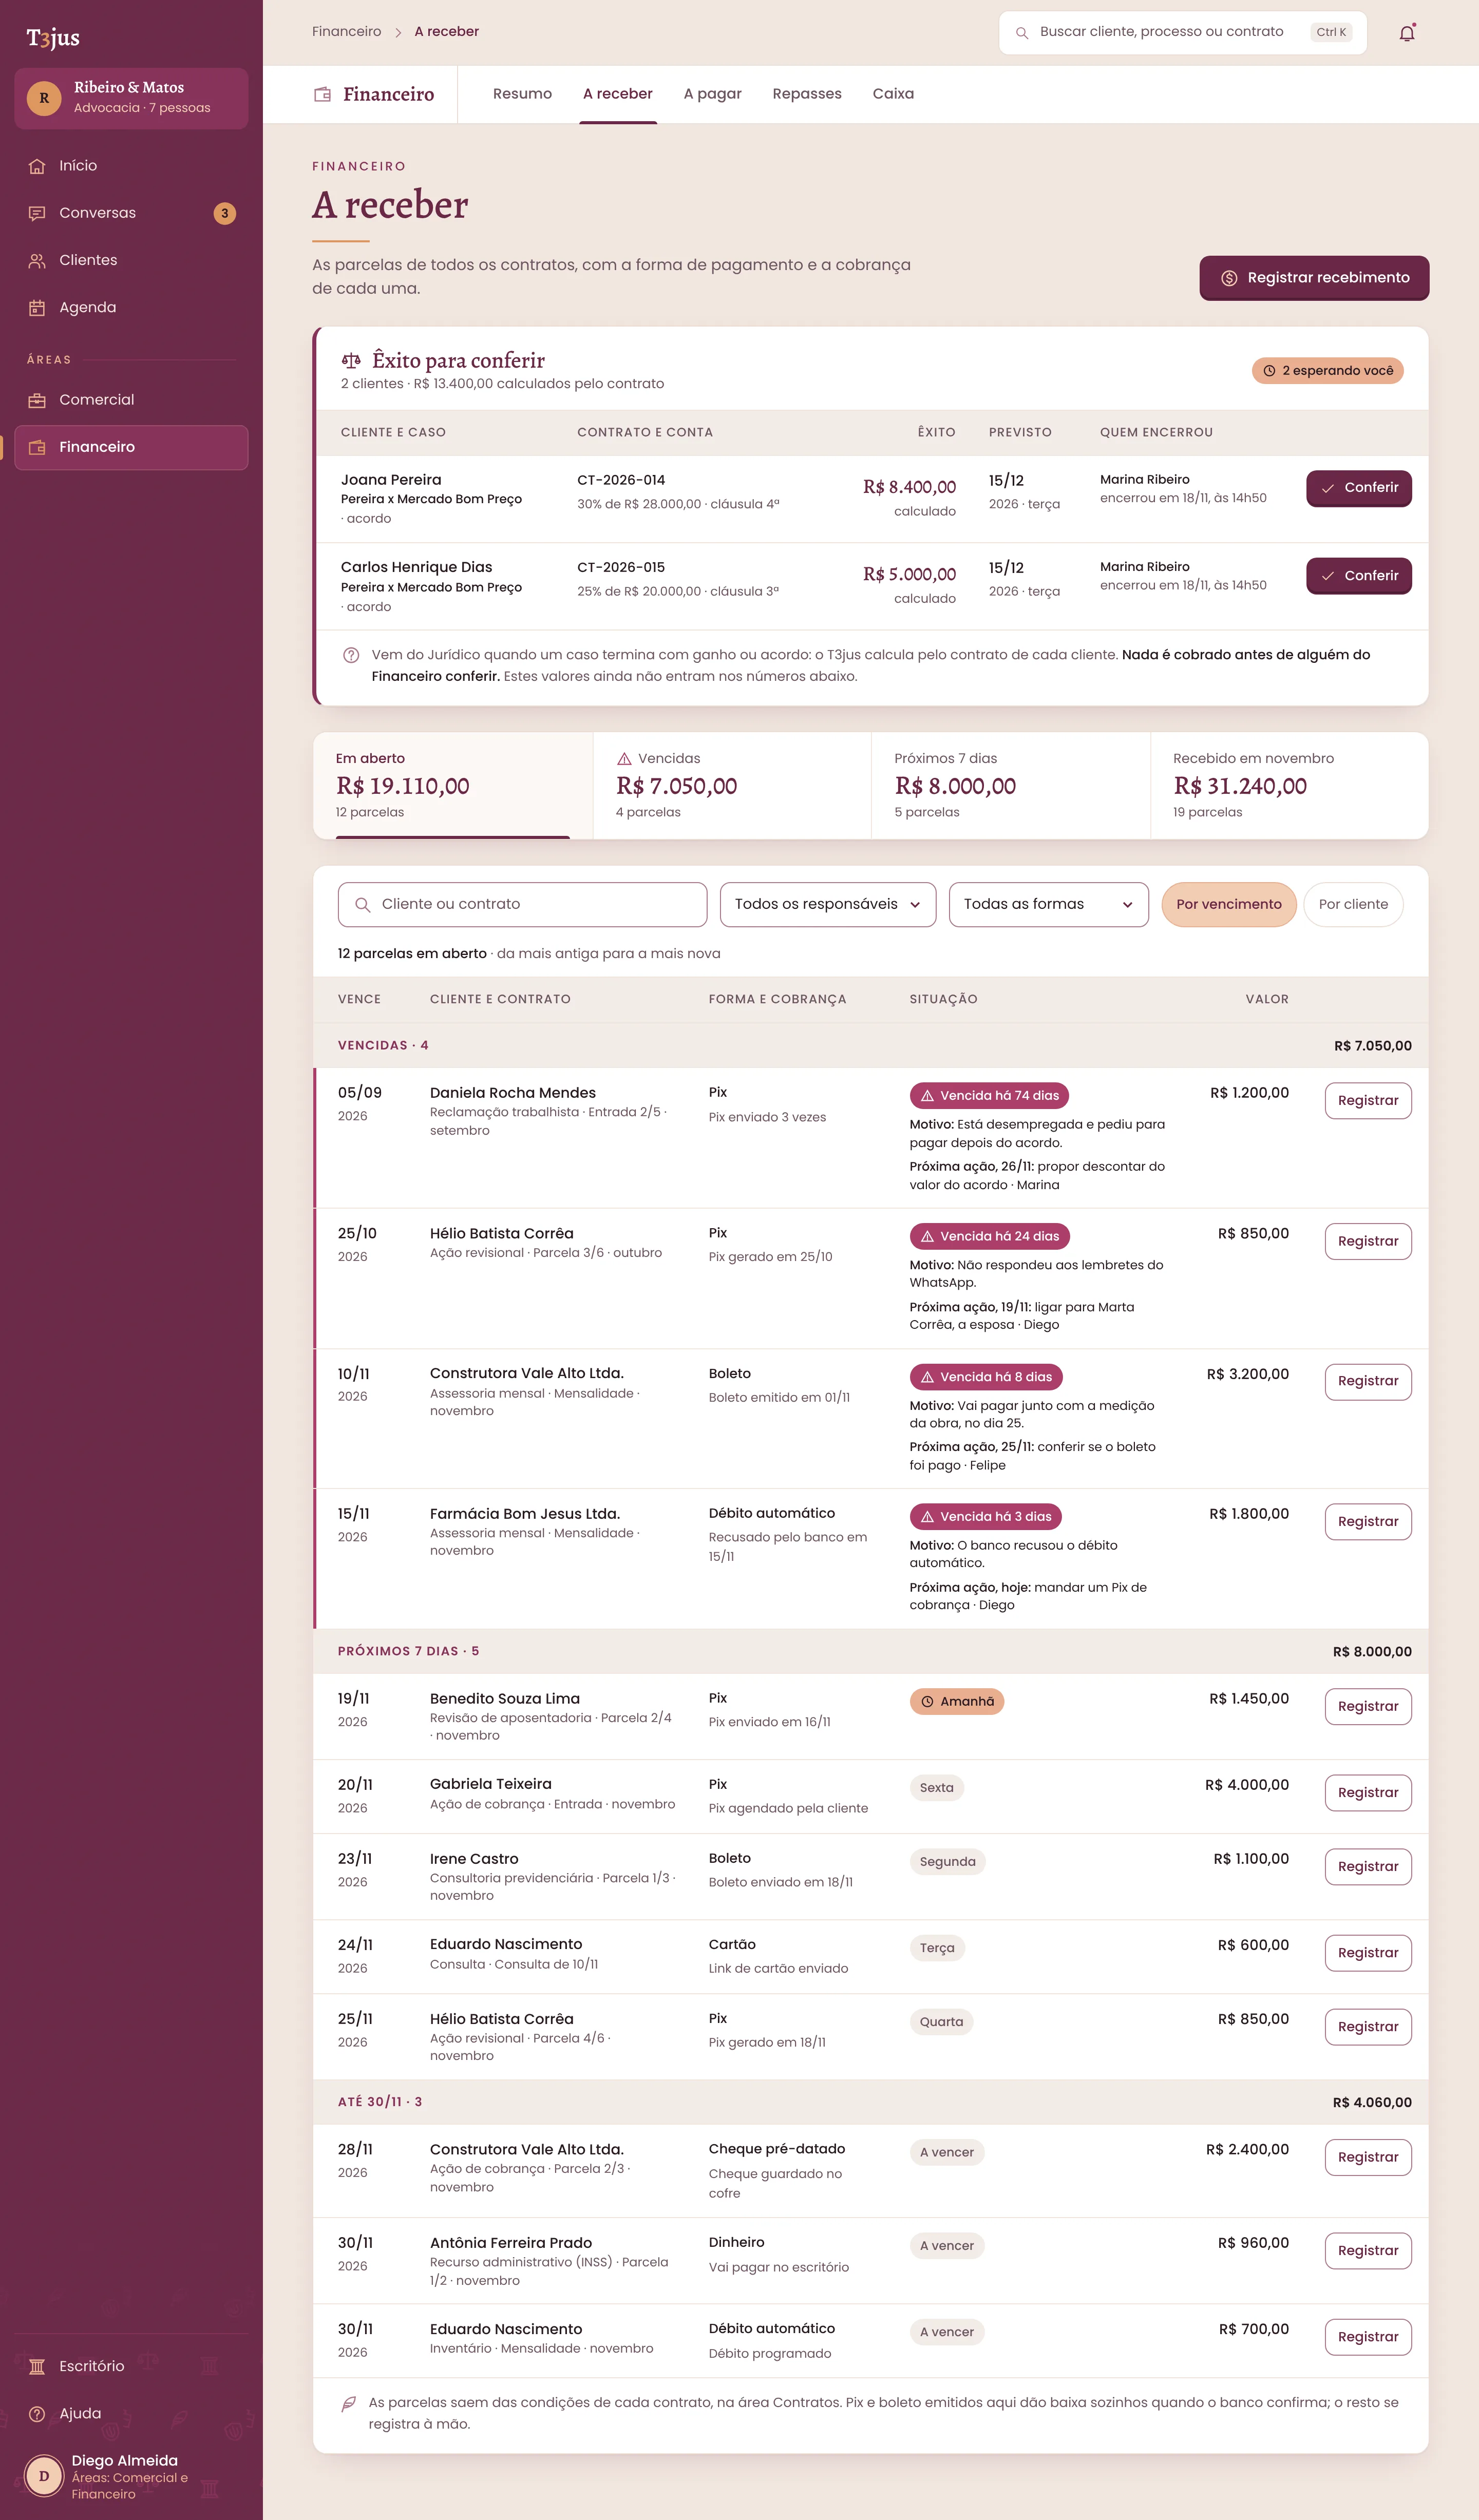 T3jus
R
Ribeiro & Matos
Advocacia · 7 pessoas
Início
Conversas
3
Clientes
Agenda
ÁREAS
Comercial
Financeiro
Escritório
Ajuda
D
Diego Almeida
Áreas: Comercial e
Financeiro
Financeiro
A receber
Buscar cliente, processo ou contrato
Ctrl K
Financeiro
Resumo
A receber
A pagar
Repasses
Caixa
FINANCEIRO
A receber
As parcelas de todos os contratos, com a forma de pagamento e a cobrança
de cada uma.
Registrar recebimento
Êxito para conferir
2 clientes · R$ 13.400,00 calculados pelo contrato
2 esperando você
CLIENTE E CASO
CONTRATO E CONTA
ÊXITO
PREVISTO
QUEM ENCERROU
Joana Pereira
Pereira x Mercado Bom Preço
· acordo
CT-2026-014
30% de R$ 28.000,00 · cláusula 4ª
R$ 8.400,00
calculado
15/12
2026 · terça
Marina Ribeiro
encerrou em 18/11, às 14h50
Conferir
Carlos Henrique Dias
Pereira x Mercado Bom Preço
· acordo
CT-2026-015
25% de R$ 20.000,00 · cláusula 3ª
R$ 5.000,00
calculado
15/12
2026 · terça
Marina Ribeiro
encerrou em 18/11, às 14h50
Conferir
Vem do Jurídico quando um caso termina com ganho ou acordo: o T3jus calcula pelo contrato de cada cliente. Nada é cobrado antes de alguém do
Financeiro conferir. Estes valores ainda não entram nos números abaixo.
Em aberto
R$ 19.110,00
12 parcelas
Vencidas
R$ 7.050,00
4 parcelas
Próximos 7 dias
R$ 8.000,00
5 parcelas
Recebido em novembro
R$ 31.240,00
19 parcelas
Cliente ou contrato
Todos os responsáveis
Todas as formas
Por vencimento
Por cliente
12 parcelas em aberto · da mais antiga para a mais nova
VENCE
CLIENTE E CONTRATO
FORMA E COBRANÇA
SITUAÇÃO
VALOR
VENCIDAS · 4
R$ 7.050,00
05/09
2026
Daniela Rocha Mendes
Reclamação trabalhista · Entrada 2/5 ·
setembro
Pix
Pix enviado 3 vezes
Vencida há 74 dias
Motivo: Está desempregada e pediu para
pagar depois do acordo.
Próxima ação, 26/11: propor descontar do
valor do acordo · Marina
R$ 1.200,00
Registrar
25/10
2026
Hélio Batista Corrêa
Ação revisional · Parcela 3/6 · outubro
Pix
Pix gerado em 25/10
Vencida há 24 dias
Motivo: Não respondeu aos lembretes do
WhatsApp.
Próxima ação, 19/11: ligar para Marta
Corrêa, a esposa · Diego
R$ 850,00
Registrar
10/11
2026
Construtora Vale Alto Ltda.
Assessoria mensal · Mensalidade ·
novembro
Boleto
Boleto emitido em 01/11
Vencida há 8 dias
Motivo: Vai pagar junto com a medição
da obra, no dia 25.
Próxima ação, 25/11: conferir se o boleto
foi pago · Felipe
R$ 3.200,00
Registrar
15/11
2026
Farmácia Bom Jesus Ltda.
Assessoria mensal · Mensalidade ·
novembro
Débito automático
Recusado pelo banco em
15/11
Vencida há 3 dias
Motivo: O banco recusou o débito
automático.
Próxima ação, hoje: mandar um Pix de
cobrança · Diego
R$ 1.800,00
Registrar
PRÓXIMOS 7 DIAS · 5
R$ 8.000,00
19/11
2026
Benedito Souza Lima
Revisão de aposentadoria · Parcela 2/4
· novembro
Pix
Pix enviado em 16/11
Amanhã
R$ 1.450,00
Registrar
20/11
2026
Gabriela Teixeira
Ação de cobrança · Entrada · novembro
Pix
Pix agendado pela cliente
Sexta
R$ 4.000,00
Registrar
23/11
2026
Irene Castro
Consultoria previdenciária · Parcela 1/3 ·
novembro
Boleto
Boleto enviado em 18/11
Segunda
R$ 1.100,00
Registrar
24/11
2026
Eduardo Nascimento
Consulta · Consulta de 10/11
Cartão
Link de cartão enviado
Terça
R$ 600,00
Registrar
25/11
2026
Hélio Batista Corrêa
Ação revisional · Parcela 4/6 ·
novembro
Pix
Pix gerado em 18/11
Quarta
R$ 850,00
Registrar
ATÉ 30/11 · 3
R$ 4.060,00
28/11
2026
Construtora Vale Alto Ltda.
Ação de cobrança · Parcela 2/3 ·
novembro
Cheque pré-datado
Cheque guardado no
cofre
A vencer
R$ 2.400,00
Registrar
30/11
2026
Antônia Ferreira Prado
Recurso administrativo (INSS) · Parcela
1/2 · novembro
Dinheiro
Vai pagar no escritório
A vencer
R$ 960,00
Registrar
30/11
2026
Eduardo Nascimento
Inventário · Mensalidade · novembro
Débito automático
Débito programado
A vencer
R$ 700,00
Registrar
As parcelas saem das condições de cada contrato, na área Contratos. Pix e boleto emitidos aqui dão baixa sozinhos quando o banco confirma; o resto se
registra à mão.